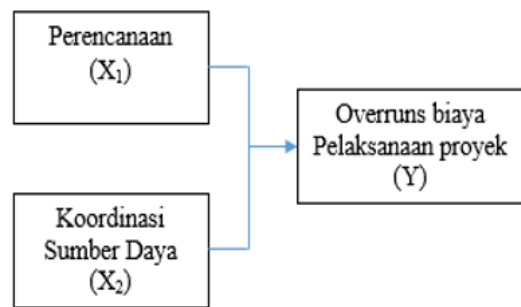 Perencanaan
(X₁)
Overruns biaya
Pelaksanaan proyek
(Y)
Koordinasi
Sumber Daya
(X₂)